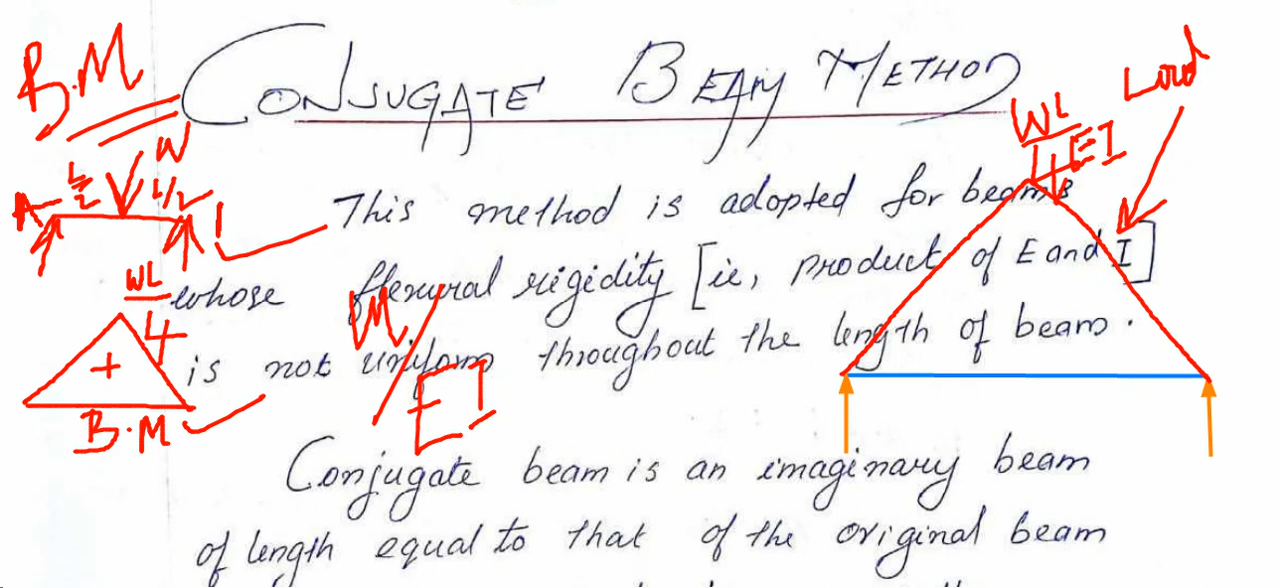 B.M
CONJUGATE BEAM METHOD
Load
WL
4EI
W
A L/2 L/2
This method is adopted for beams
whose flexural rigidity [ie, product of E and I]
WL
4
is not uniform throughout the length of beam.
+
B.M
M
EI
Conjugate beam is an imaginary beam
of length equal to that of the original beam